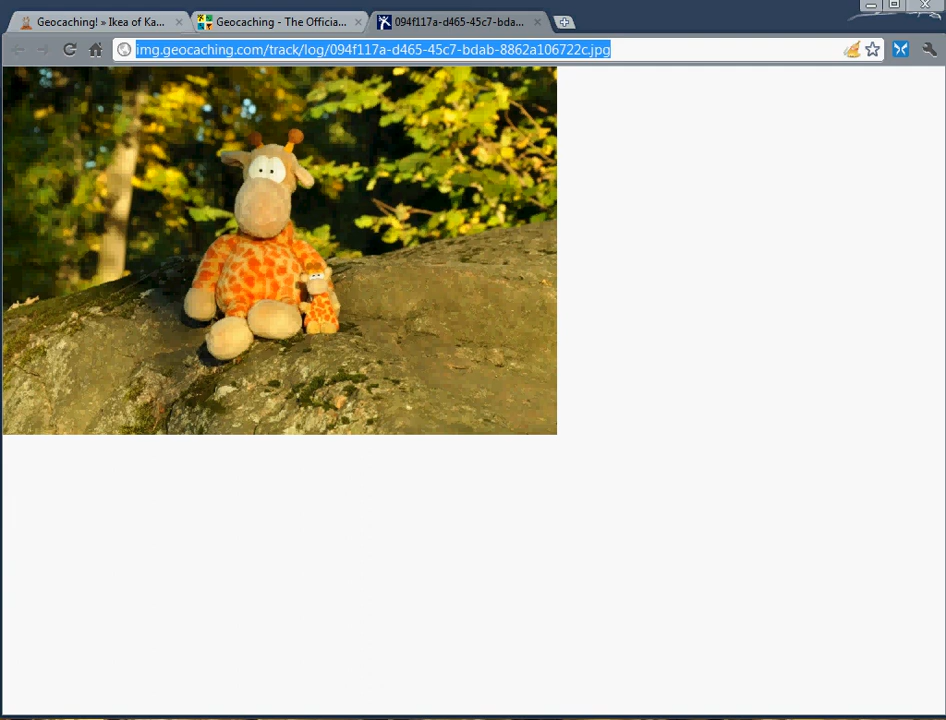 Geocaching! » Ikea of Ka...
Geocaching - The Officia...
094f117a-d465-45c7-bda...
img.geocaching.com/track/log/094f117a-d465-45c7-bdab-8862a106722c.jpg